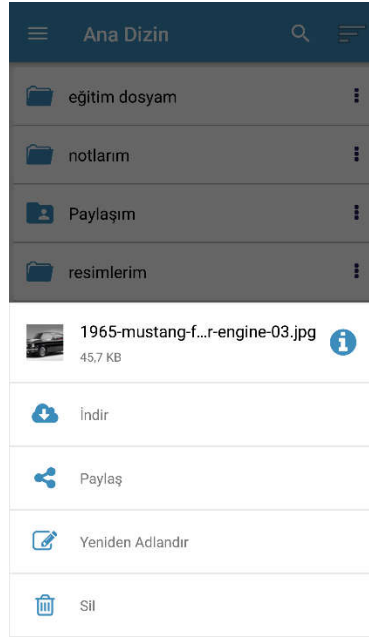 Ana Dizin
eğitim dosyam
notlarım
Paylaşım
resimlerim
1965-mustang-f...r-engine-03.jpg
45,7 KB
İndir
Paylaş
Yeniden Adlandır
Sil